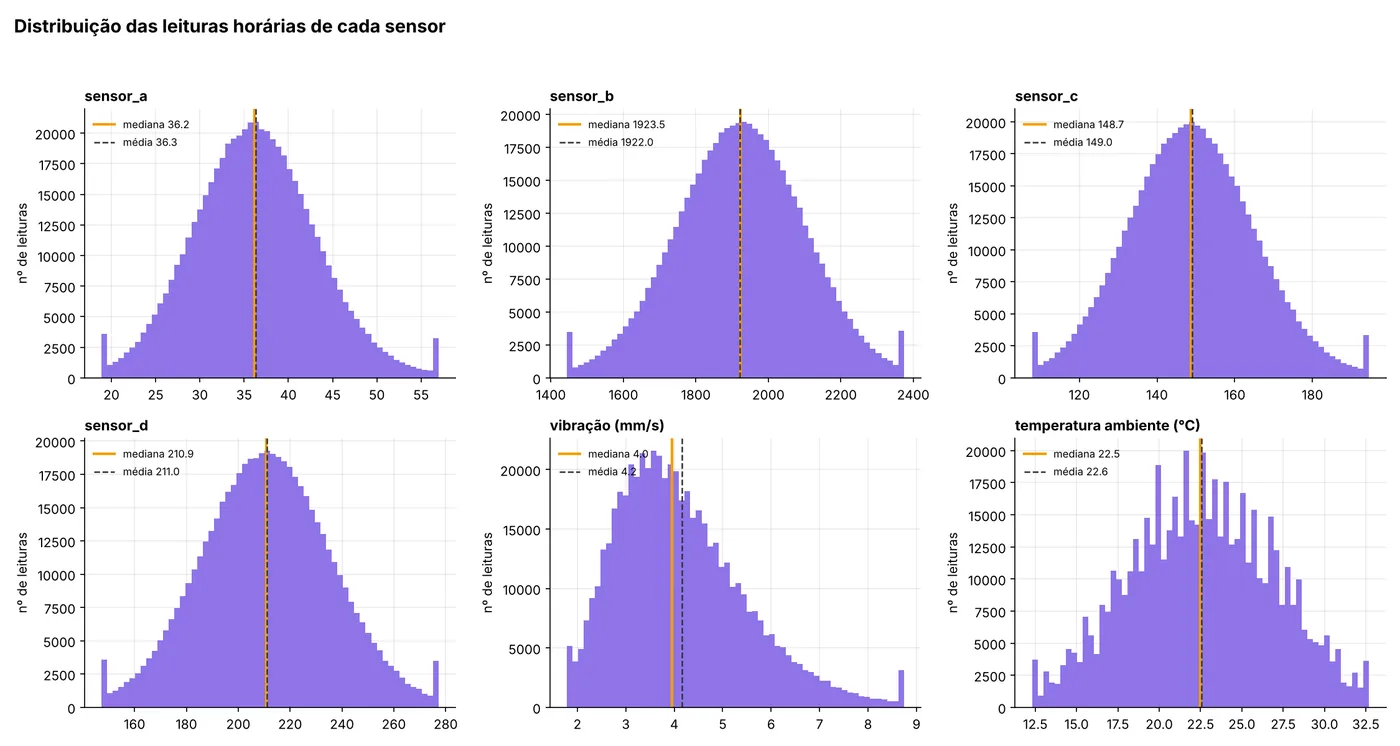 Distribuição das leituras horárias de cada sensor
sensor_a
mediana 36.2
média 36.3
nº de leituras
20000
17500
15000
12500
10000
7500
5000
2500
0
20 25 30 35 40 45 50 55
sensor_b
mediana 1923.5
média 1922.0
nº de leituras
20000
17500
15000
12500
10000
7500
5000
2500
0
1400 1600 1800 2000 2200 2400
sensor_c
mediana 148.7
média 149.0
nº de leituras
20000
17500
15000
12500
10000
7500
5000
2500
0
120 140 160 180
sensor_d
mediana 210.9
média 211.0
nº de leituras
20000
17500
15000
12500
10000
7500
5000
2500
0
160 180 200 220 240 260 280
vibração (mm/s)
mediana 4.0
média 4.2
nº de leituras
20000
15000
10000
5000
0
2 3 4 5 6 7 8 9
temperatura ambiente (°C)
mediana 22.5
média 22.6
nº de leituras
20000
17500
15000
12500
10000
7500
5000
2500
0
12.5 15.0 17.5 20.0 22.5 25.0 27.5 30.0 32.5